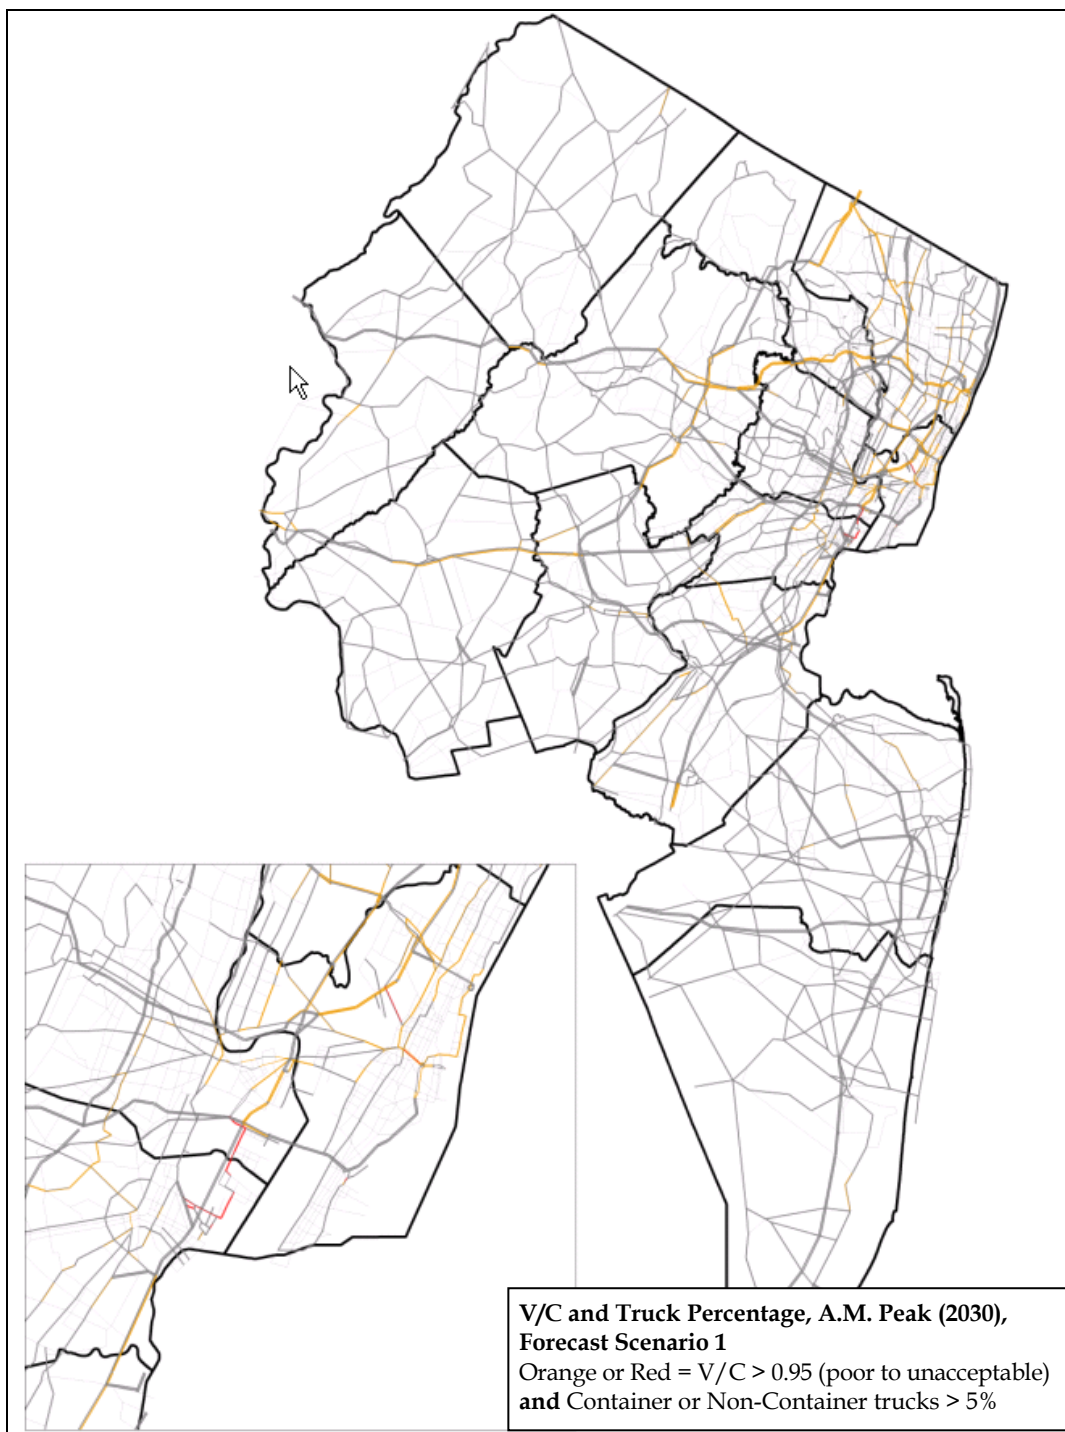 V/C and Truck Percentage, A.M. Peak (2030),
Forecast Scenario 1
Orange or Red = V/C > 0.95 (poor to unacceptable)
and Container or Non-Container trucks > 5%